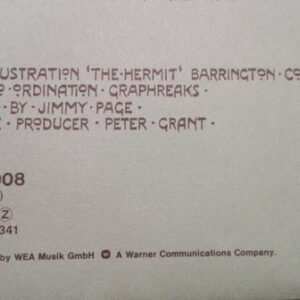 USTRATION 'THE·HERMIT' BARRINGTON·CO
O·ORDINATION·GRAPHREAKS·
·BY·JIMMY·PAGE·
E·PRODUCER·PETER·GRANT·
008
Z
341
by WEA Musik GmbH W A Warner Communications Company.